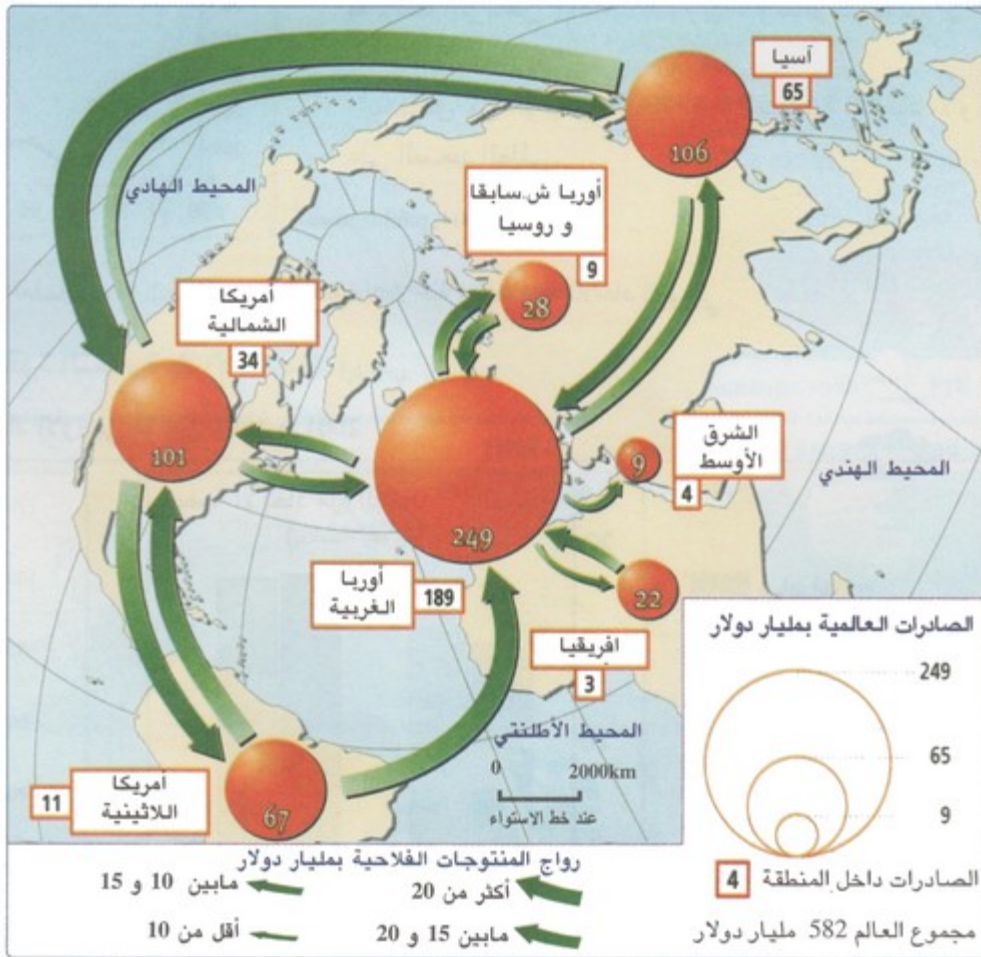 آسيا
65
106
المحيط الهادي
أوربا ش.سابقا
و روسيا
9
28
أمريكا
الشمالية
34
101
الشرق
الأوسط
4
9
المحيط الهندي
249
أوربا
الغربية
189
22
افريقيا
3
المحيط الأطلنتي
0 2000km
عند خط الاستواء
أمريكا
اللاثينية
11
67
الصادرات العالمية بمليار دولار
249
65
9
الصادرات داخل المنطقة 4
مجموع العالم 582 مليار دولار
رواج المنتوجات الفلاحية بمليار دولار
أكثر من 20
مابين 10 و 15
مابين 15 و 20
أقل من 10